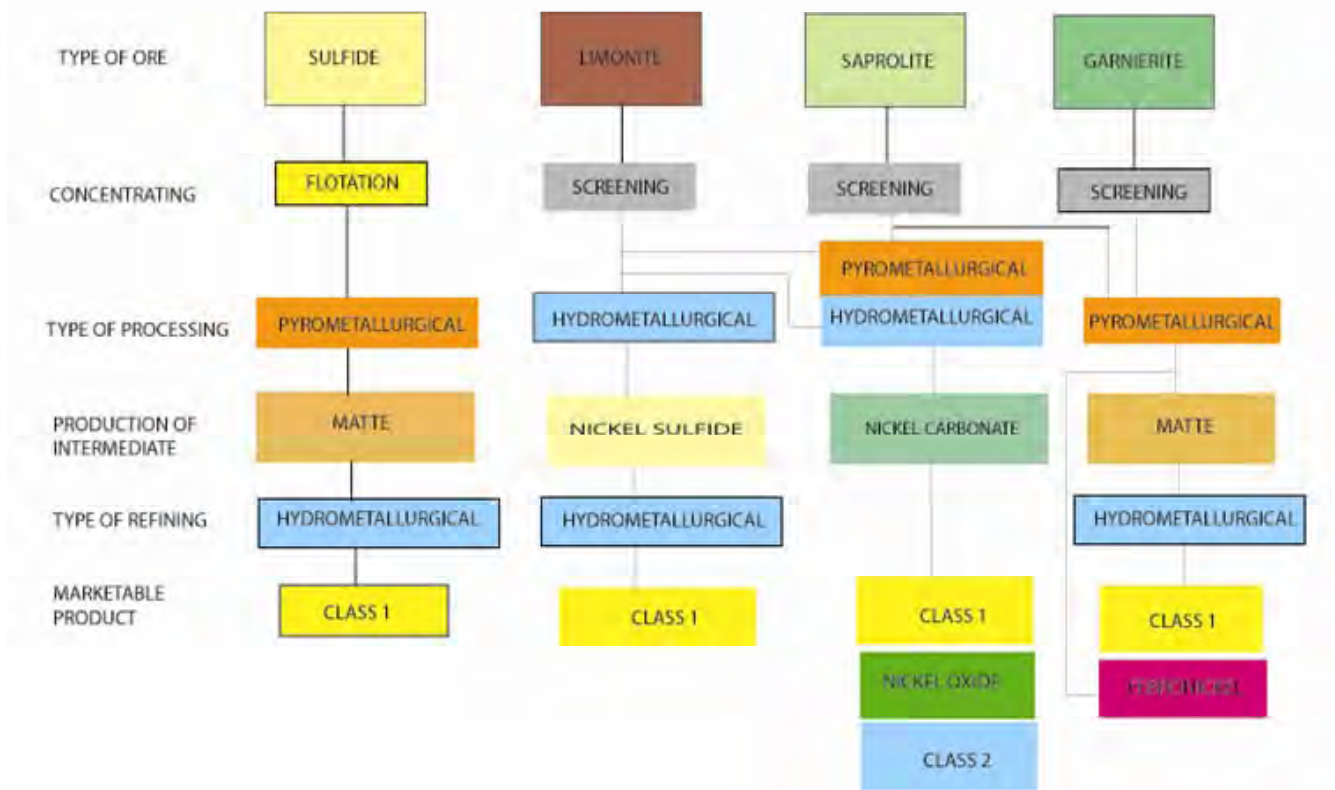 TYPE OF ORE
SULFIDE
LIMONITE
SAPROLITE
GARNIERITE
CONCENTRATING
FLOTATION
SCREENING
SCREENING
SCREENING
PYROMETALLURGICAL
TYPE OF PROCESSING
PYROMETALLURGICAL
HYDROMETALLURGICAL
HYDROMETALLURGICAL
PYROMETALLURGICAL
PRODUCTION OF
INTERMEDIATE
MATTE
NICKEL SULFIDE
NICKEL CARBONATE
MATTE
TYPE OF REFINING
HYDROMETALLURGICAL
HYDROMETALLURGICAL
HYDROMETALLURGICAL
MARKETABLE
PRODUCT
CLASS 1
CLASS 1
CLASS 1
CLASS 1
NICKEL OXIDE
CLASS 2